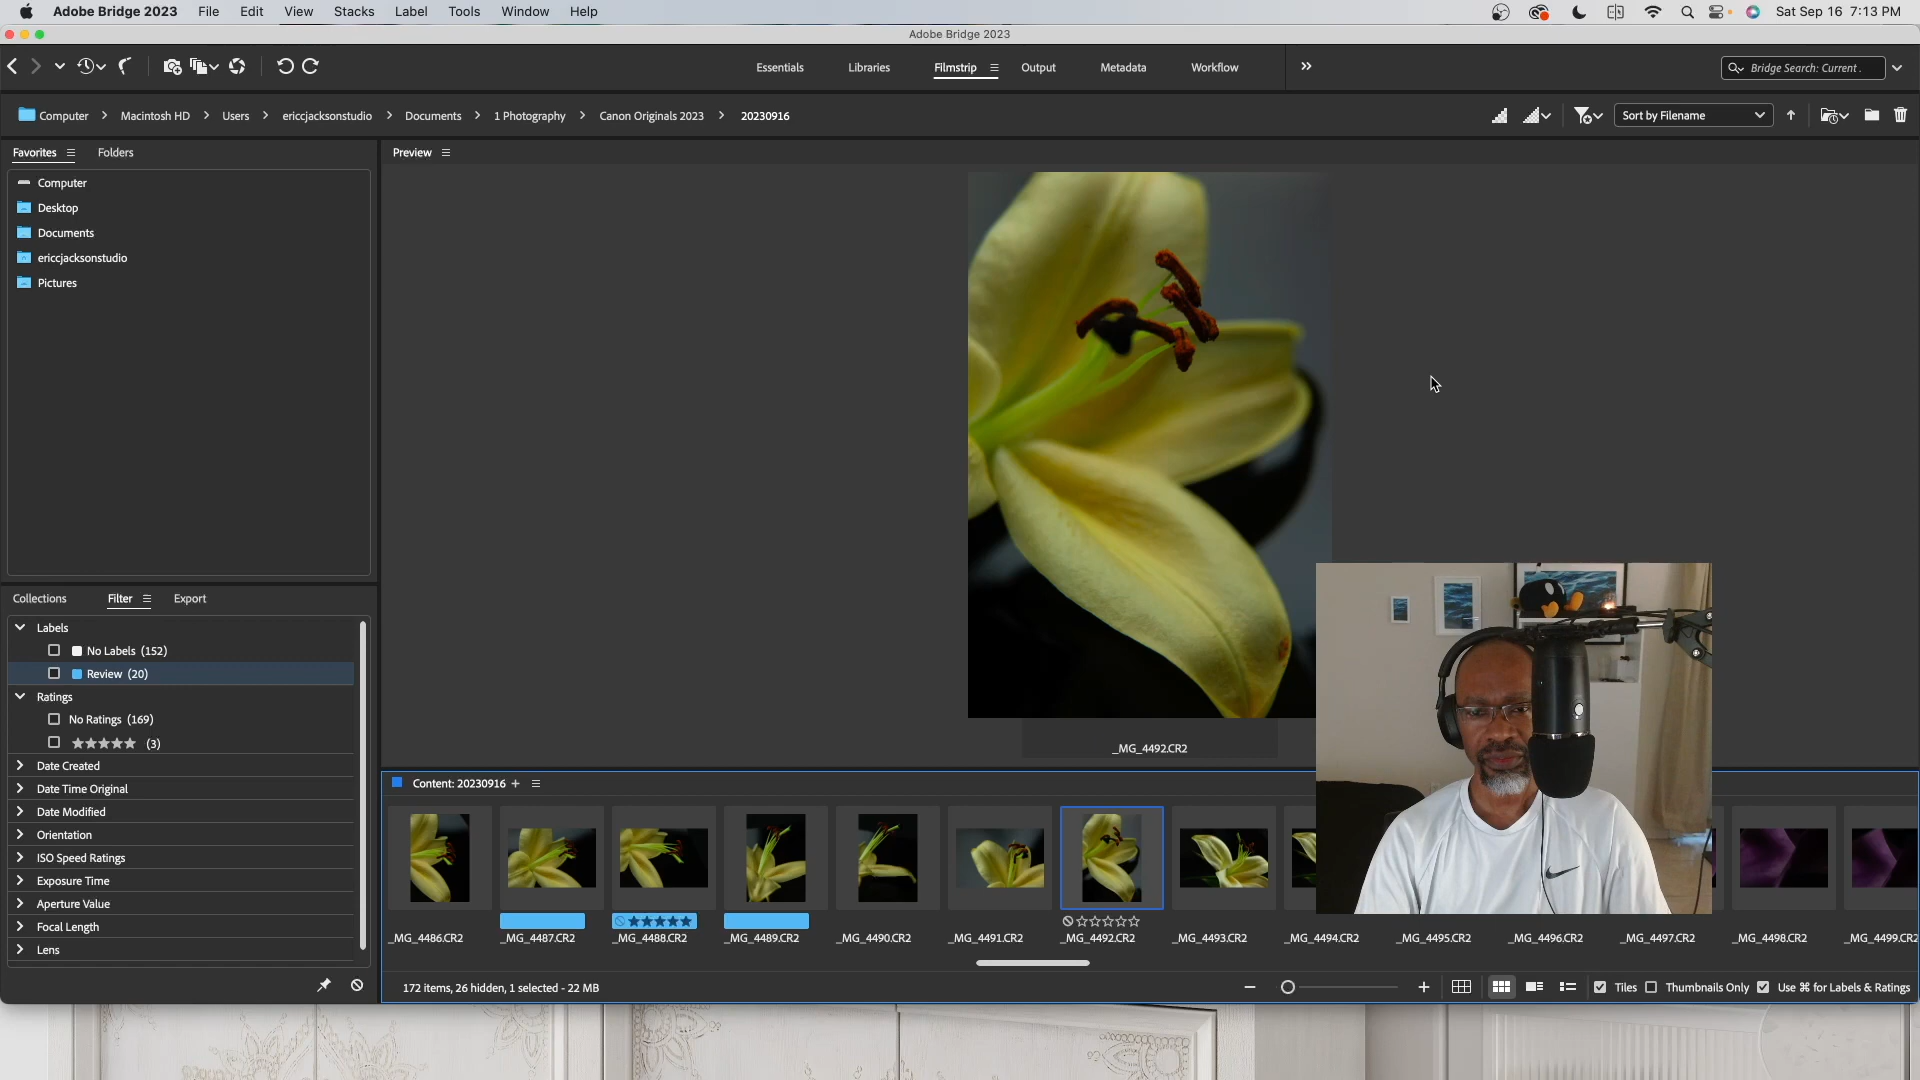 Adobe Bridge 2023 File Edit View Stacks Label Tools Window Help Sat Sep 16 7:13 PM
Adobe Bridge 2023
Essentials Libraries Filmstrip Output Metadata Workflow Bridge Search: Current .
Computer Macintosh HD Users ericcjacksonstudio Documents 1 Photography Canon Originals 2023 20230916 Sort by Filename
Favorites Folders
Preview
Computer
Desktop
Documents
ericcjacksonstudio
Pictures
_MG_4492.CR2
Collections Filter Export
Labels
No Labels (152)
Review (20)
Ratings
No Ratings (169)
(3)
Date Created
Date Time Original
Date Modified
Orientation
ISO Speed Ratings
Exposure Time
Aperture Value
Focal Length
Lens
Content: 20230916
_MG_4486.CR2 _MG_4487.CR2 _MG_4488.CR2 _MG_4489.CR2 _MG_4490.CR2 _MG_4491.CR2 _MG_4492.CR2 _MG_4493.CR2 _MG_4494.CR2 _MG_4495.CR2 _MG_4496.CR2 _MG_4497.CR2 _MG_4498.CR2 _MG_4499.CR2
172 items, 26 hidden, 1 selected - 22 MB Tiles Thumbnails Only Use ⌘ for Labels & Ratings